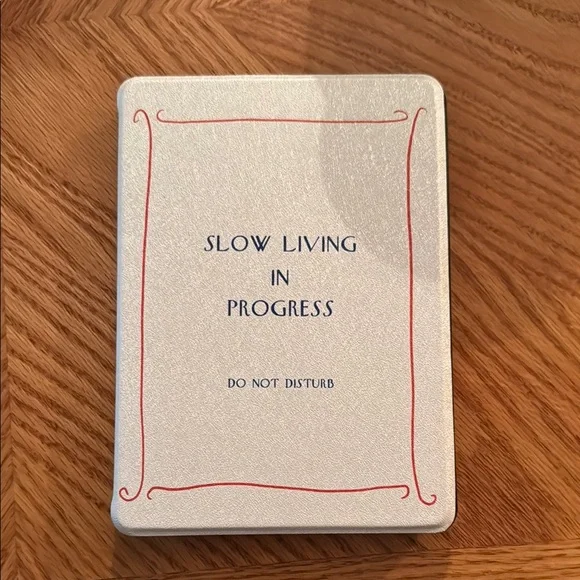 SLOW LIVING
IN
PROGRESS
DO NOT DISTURB